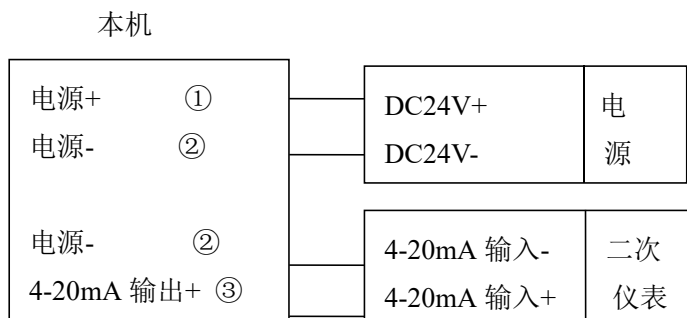 本机
电源+ ① DC24V+ 电
电源- ② DC24V- 源
电源- ② 4-20mA 输入- 二次
4-20mA 输出+ ③ 4-20mA 输入+ 仪表